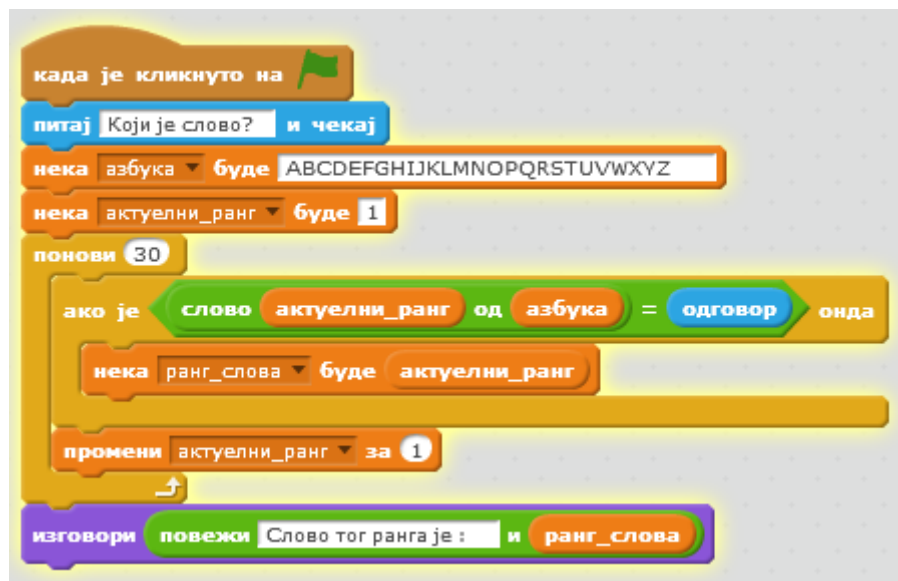 када је кликнуто на
питај Који је слово? и чекај
нека азбука буде ABCDEFGHIJKLMNOPQRSTUVWXYZ
нека актуелни_ранг буде 1
понови 30
ако је слово актуелни_ранг од азбука = одговор онда
нека ранг_слова буде актуелни_ранг
промени актуелни_ранг за 1
изговори повежи Слово тог ранга је : и ранг_слова